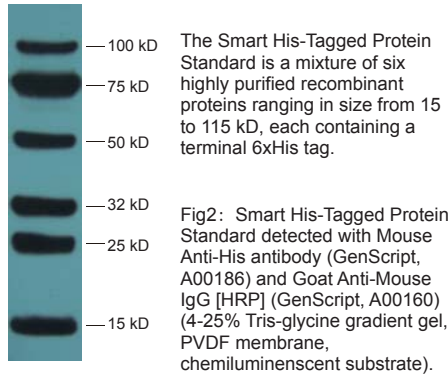 100 kD
75 kD
50 kD
32 kD
25 kD
15 kD
The Smart His-Tagged Protein
Standard is a mixture of six
highly purified recombinant
proteins ranging in size from 15
to 115 kD, each containing a
terminal 6xHis tag.
Fig2: Smart His-Tagged Protein
Standard detected with Mouse
Anti-His antibody (GenScript,
A00186) and Goat Anti-Mouse
IgG [HRP] (GenScript, A00160)
(4-25% Tris-glycine gradient gel,
PVDF membrane,
chemiluminenscent substrate).